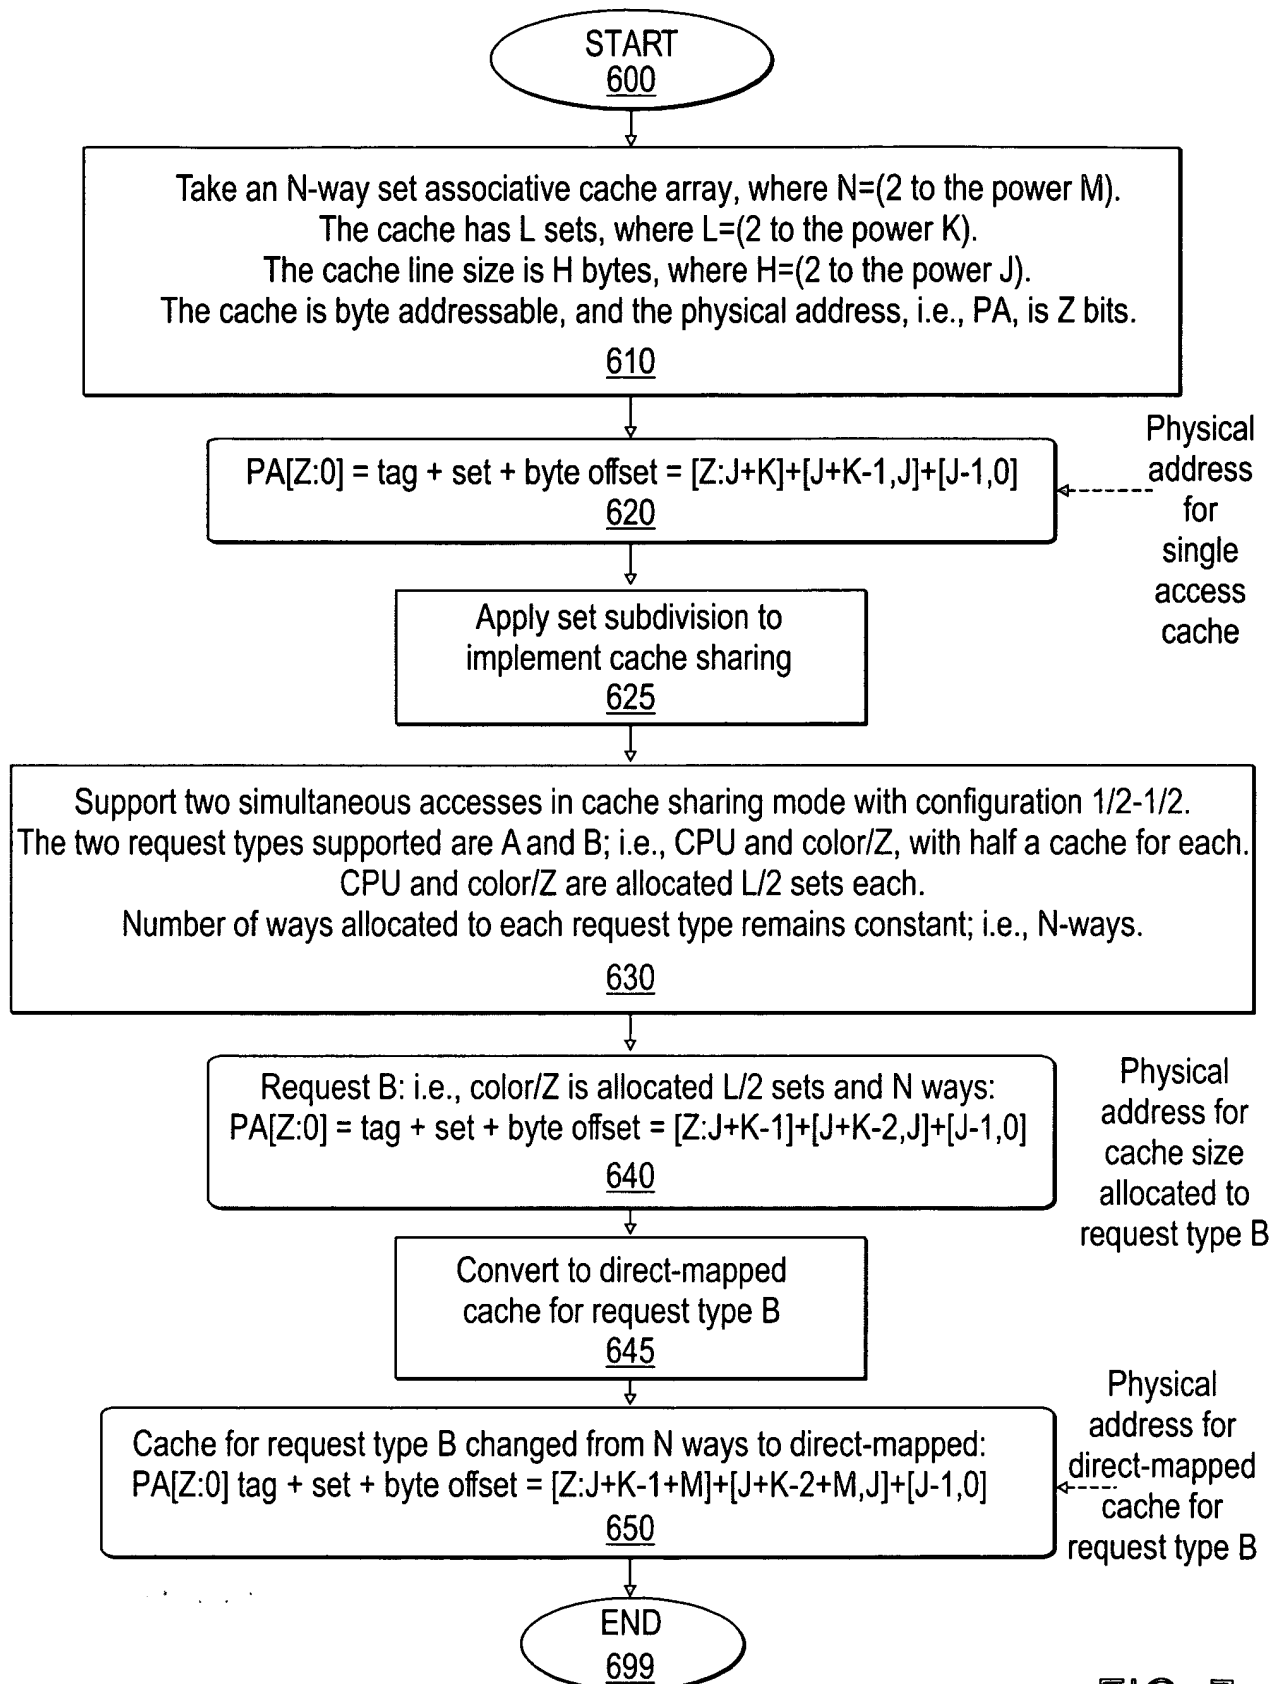 START
600
Take an N-way set associative cache array, where N=(2 to the power M).
The cache has L sets, where L=(2 to the power K).
The cache line size is H bytes, where H=(2 to the power J).
The cache is byte addressable, and the physical address, i.e., PA, is Z bits.
610
PA[Z:0] = tag + set + byte offset = [Z:J+K]+[J+K-1,J]+[J-1,0]
620
Physical
address
for
single
access
cache
Apply set subdivision to
implement cache sharing
625
Support two simultaneous accesses in cache sharing mode with configuration 1/2-1/2.
The two request types supported are A and B; i.e., CPU and color/Z, with half a cache for each.
CPU and color/Z are allocated L/2 sets each.
Number of ways allocated to each request type remains constant; i.e., N-ways.
630
Request B: i.e., color/Z is allocated L/2 sets and N ways:
PA[Z:0] = tag + set + byte offset = [Z:J+K-1]+[J+K-2,J]+[J-1,0]
640
Physical
address for
cache size
allocated to
request type B
Convert to direct-mapped
cache for request type B
645
Cache for request type B changed from N ways to direct-mapped:
PA[Z:0] tag + set + byte offset = [Z:J+K-1+M]+[J+K-2+M,J]+[J-1,0]
650
Physical
address for
direct-mapped
cache for
request type B
END
699